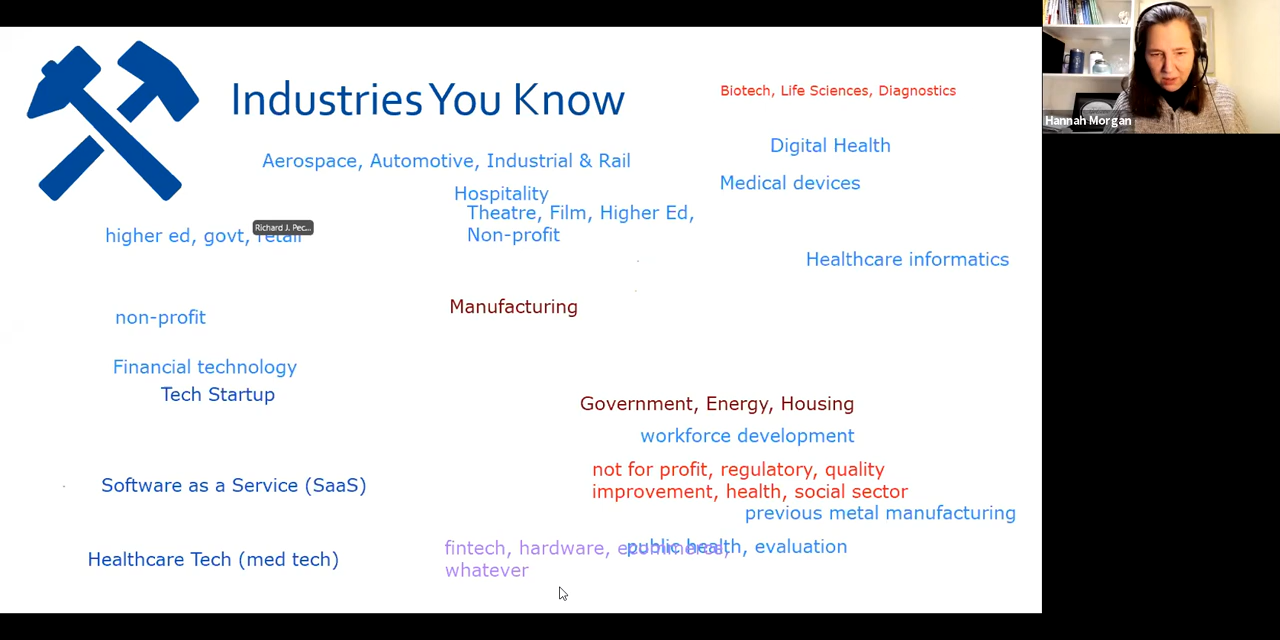 Industries You Know
Biotech, Life Sciences, Diagnostics
Digital Health
Aerospace, Automotive, Industrial & Rail
Medical devices
Hospitality
Theatre, Film, Higher Ed,
Non-profit
Richard J. Pec...
higher ed, govt, retail
Healthcare informatics
Manufacturing
non-profit
Financial technology
Tech Startup
Government, Energy, Housing
workforce development
not for profit, regulatory, quality
improvement, health, social sector
Software as a Service (SaaS)
previous metal manufacturing
public health, evaluation
fintech, hardware, ecommerce,
whatever
Healthcare Tech (med tech)
Hannah Morgan